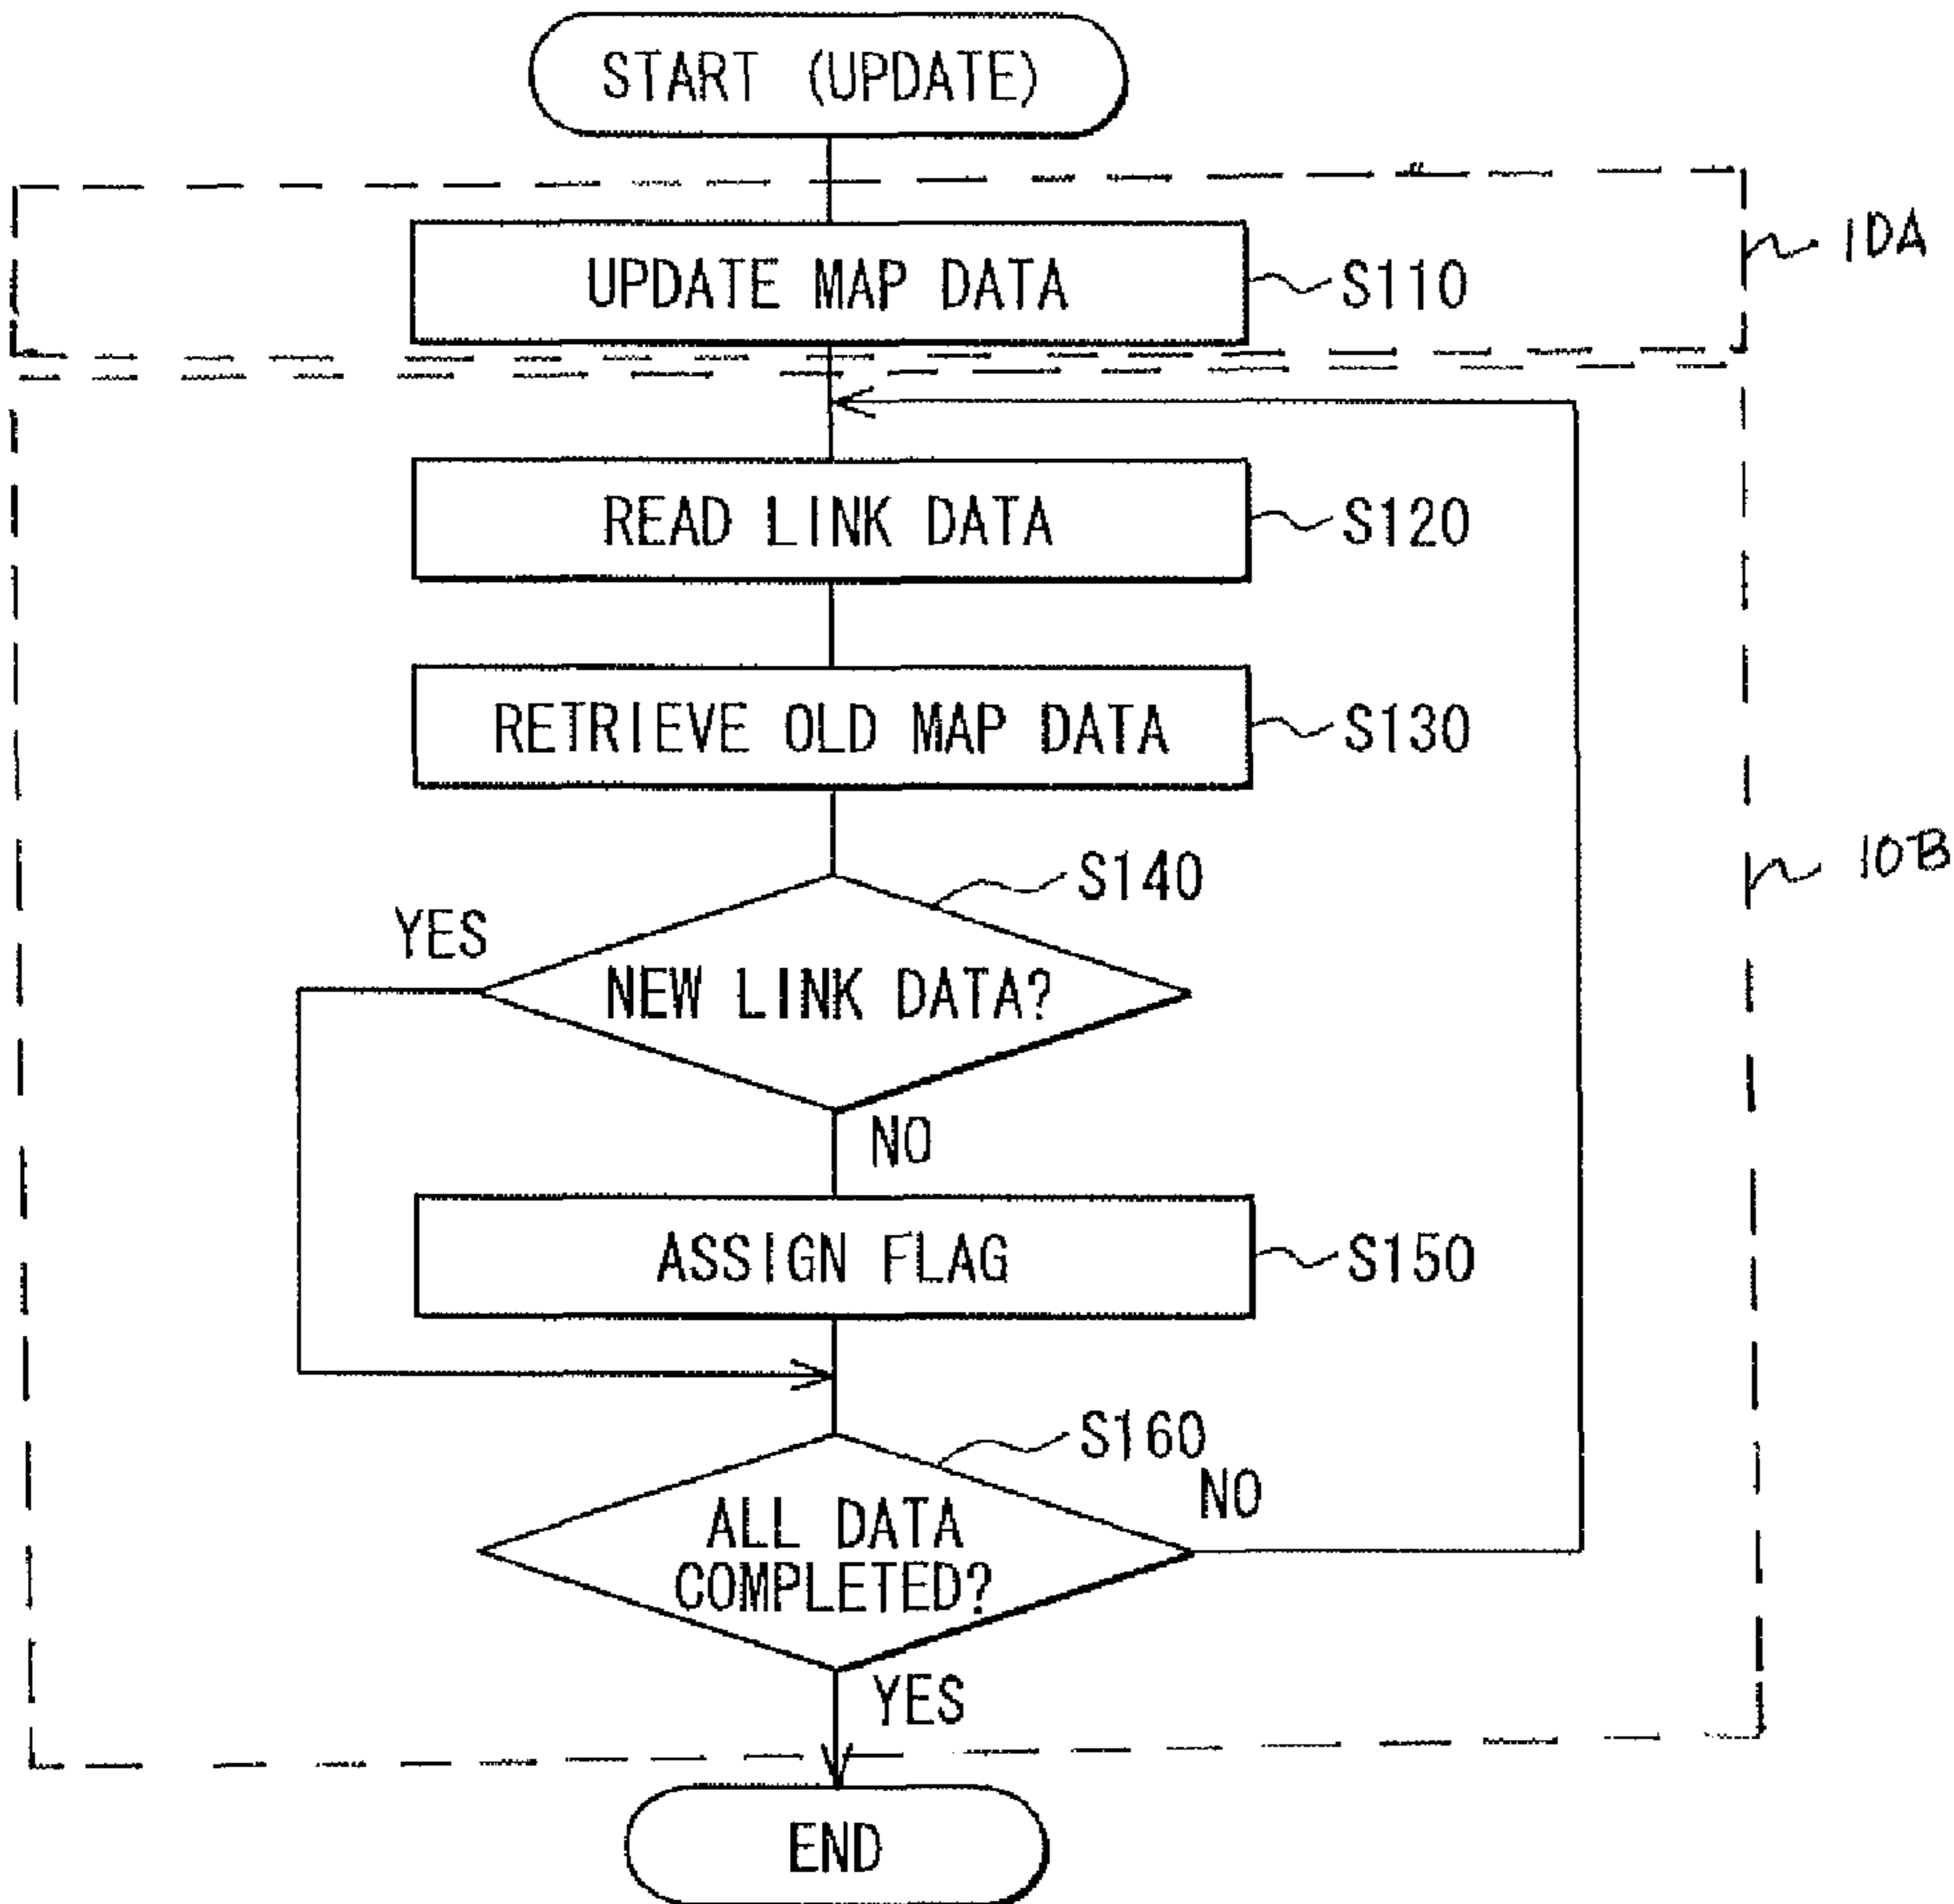 START (UPDATE)
10A
UPDATE MAP DATA
S110
READ LINK DATA
S120
RETRIEVE OLD MAP DATA
S130
10B
S140
YES
NEW LINK DATA?
NO
ASSIGN FLAG
S150
S160
NO
ALL DATA
COMPLETED?
YES
END